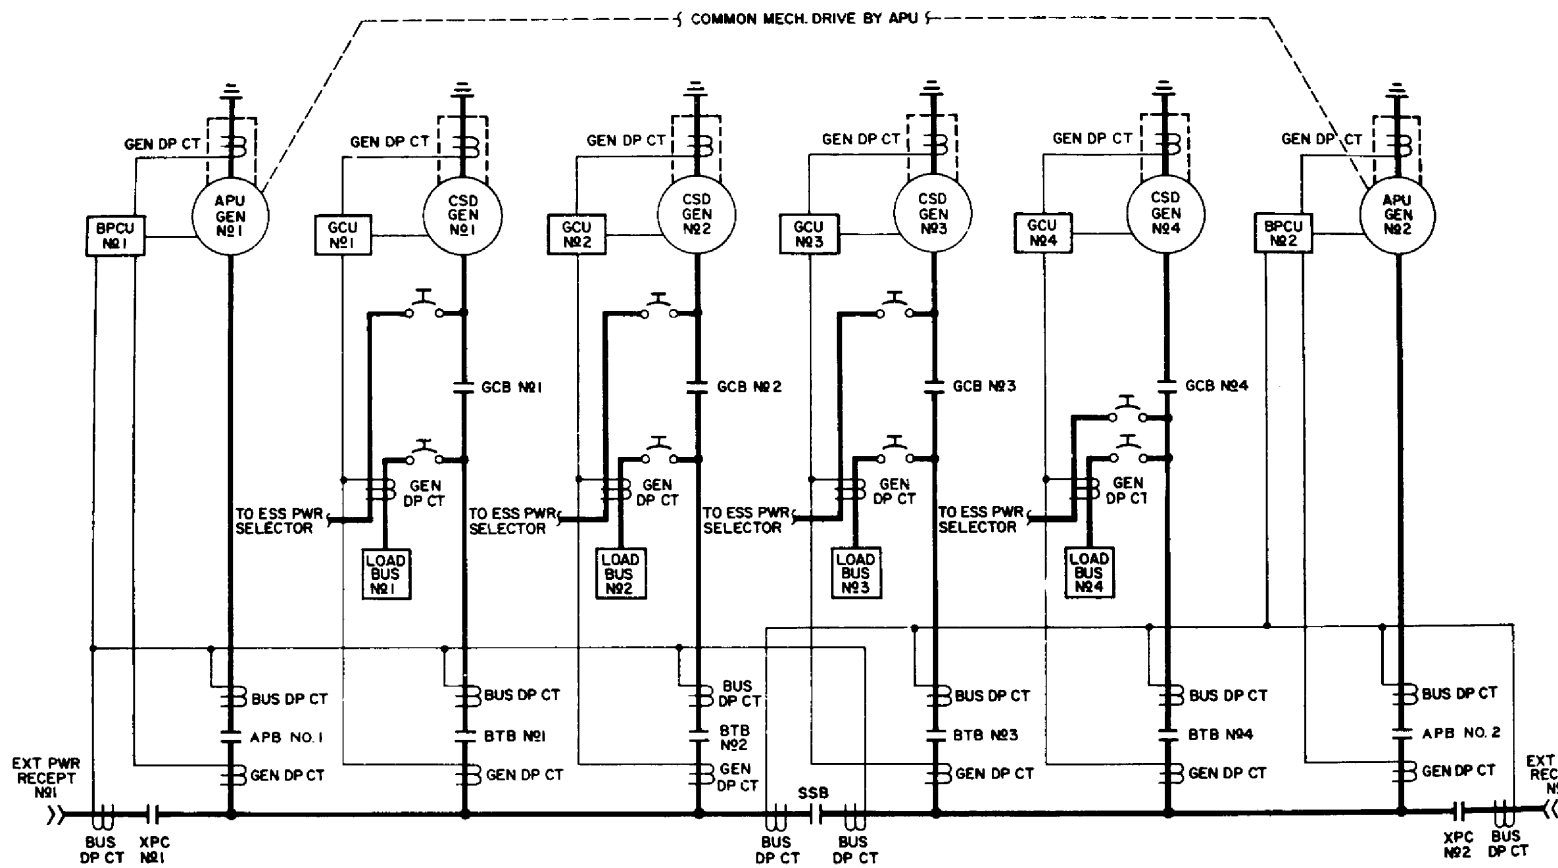 COMMON MECH. DRIVE BY APU
GEN DP CT
GEN DP CT
GEN DP CT
GEN DP CT
GEN DP CT
GEN DP CT
APU
GEN
№1
CSD
GEN
№1
CSD
GEN
№2
CSD
GEN
№3
CSD
GEN
№4
APU
GEN
№2
BPCU
№1
GCU
№1
GCU
№2
GCU
№3
GCU
№4
BPCU
№2
GCB №1
GCB №2
GCB №3
GCB №4
GEN
DP CT
GEN
DP CT
GEN
DP CT
GEN
DP CT
TO ESS PWR
SELECTOR
TO ESS PWR
SELECTOR
TO ESS PWR
SELECTOR
TO ESS PWR
SELECTOR
LOAD
BUS
№1
LOAD
BUS
№2
LOAD
BUS
№3
LOAD
BUS
№4
BUS DP CT
BUS DP CT
BUS
DP CT
BUS DP CT
BUS DP CT
BUS DP CT
APB NO. 1
BTB №1
BTB
№2
BTB №3
BTB №4
APB NO. 2
GEN DP CT
GEN DP CT
GEN
DP CT
GEN DP CT
GEN DP CT
GEN DP CT
EXT PWR
RECEPT
№1
SSB
EXT
REC
N
BUS
DP CT
XPC
№1
BUS
DP CT
BUS
DP CT
XPC
№2
BUS
DP CT